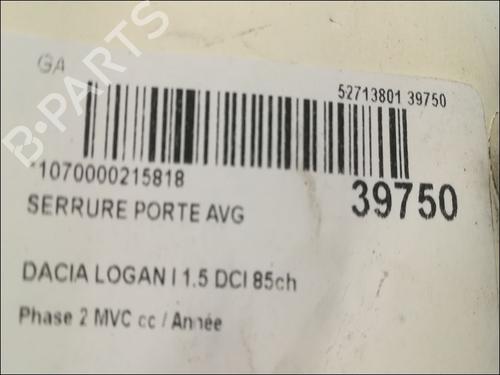 GA
52713801 39750
*1070000215818
39750
SERRURE PORTE AVG
DACIA LOGAN I 1.5 DCI 85ch
Phase 2 MVC cc / Année
B-PARTS